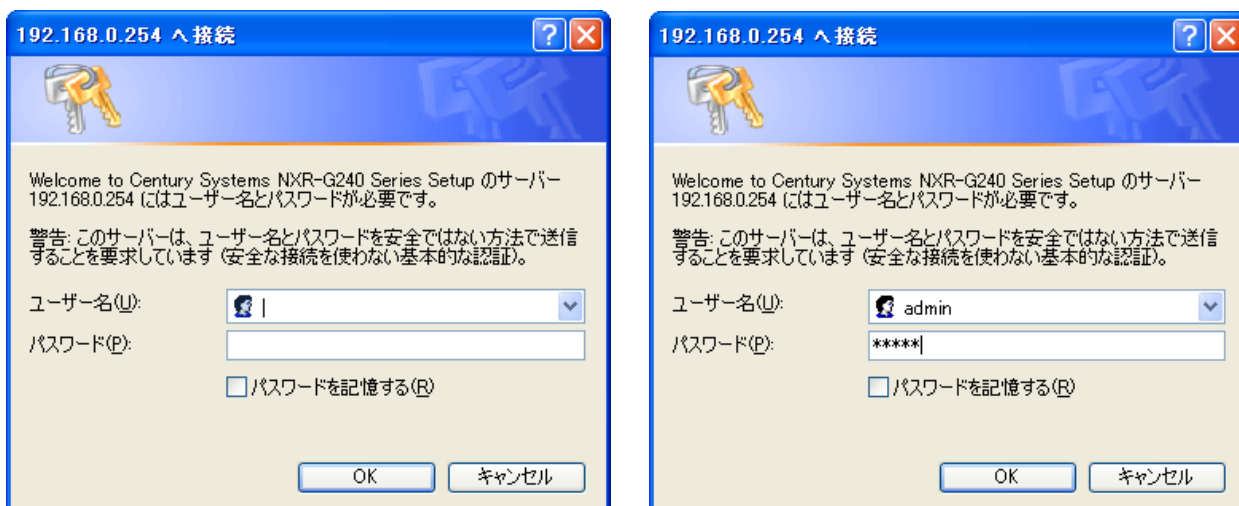 192.168.0.254 へ接続
Welcome to Century Systems NXR-G240 Series Setup のサーバー
192.168.0.254 にはユーザー名とパスワードが必要です。
警告: このサーバーは、ユーザー名とパスワードを安全ではない方法で送信
することを要求しています (安全な接続を使わない基本的な認証)。
ユーザー名(U):
パスワード(P):
パスワードを記憶する(R)
OK キャンセル
192.168.0.254 へ接続
Welcome to Century Systems NXR-G240 Series Setup のサーバー
192.168.0.254 にはユーザー名とパスワードが必要です。
警告: このサーバーは、ユーザー名とパスワードを安全ではない方法で送信
することを要求しています (安全な接続を使わない基本的な認証)。
ユーザー名(U): admin
パスワード(P): *****
パスワードを記憶する(R)
OK キャンセル